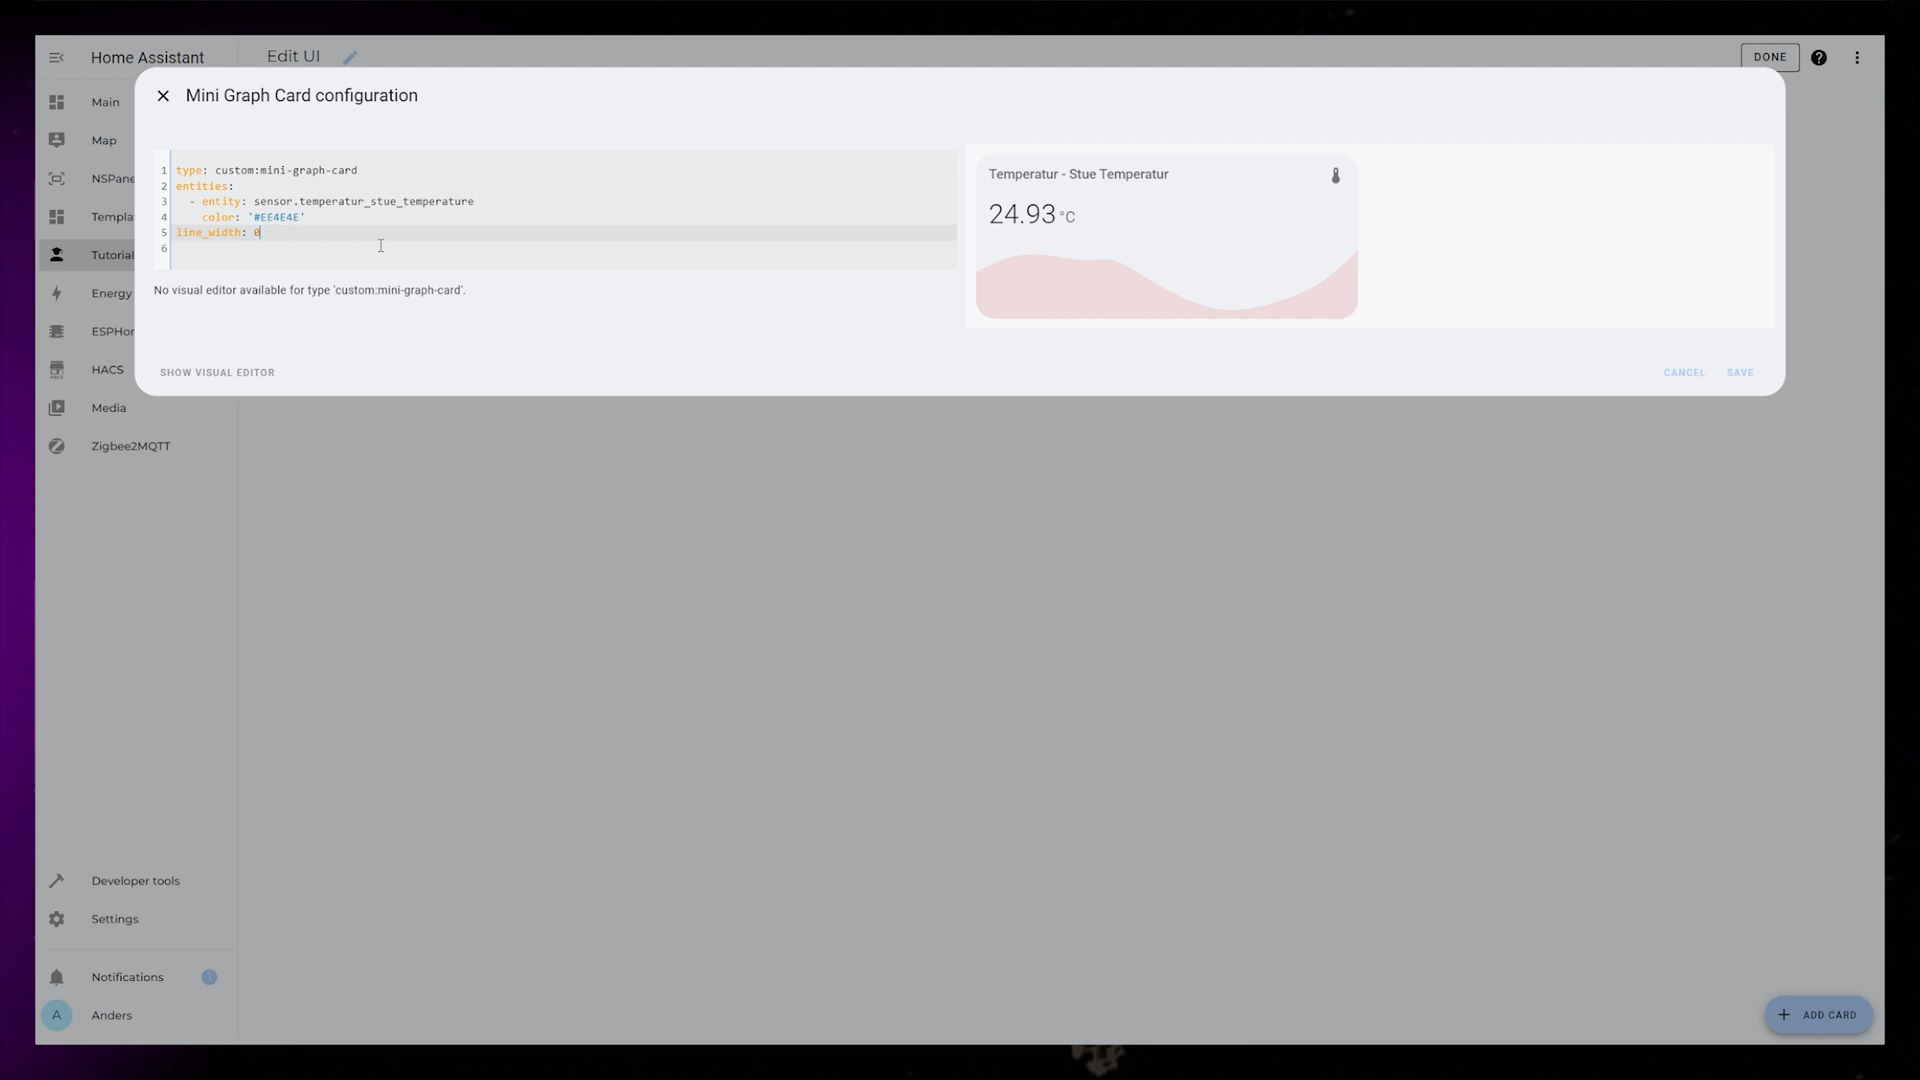 Home Assistant
Edit UI
DONE
Main
Map
NSPane
Templa
Tutorial
Energy
ESPHor
HACS
Media
Zigbee2MQTT
Developer tools
Settings
Notifications
1
A
Anders
Mini Graph Card configuration
1 type: custom:mini-graph-card
2 entities:
3 - entity: sensor.temperatur_stue_temperature
4 color: '#EE4E4E'
5 line_width: 0
6
No visual editor available for type 'custom:mini-graph-card'.
Temperatur - Stue Temperatur
24.93 °C
SHOW VISUAL EDITOR
CANCEL
SAVE
ADD CARD